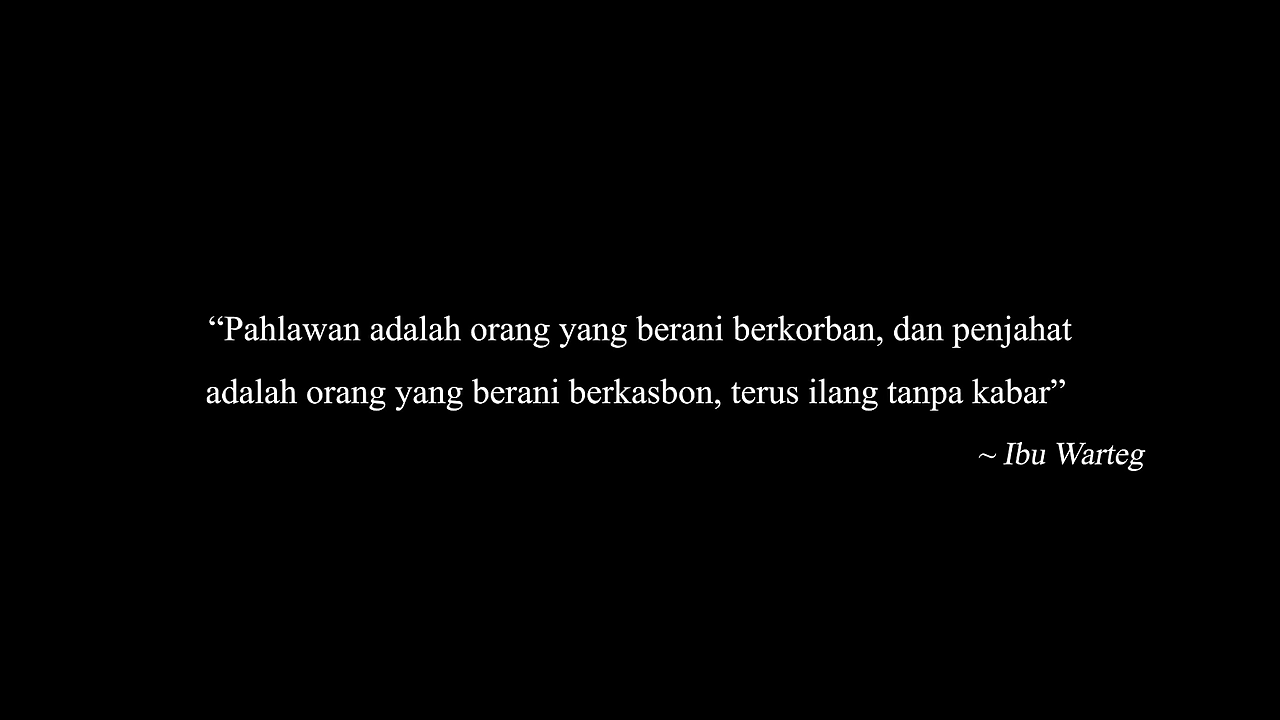 “Pahlawan adalah orang yang berani berkorban, dan penjahat
adalah orang yang berani berkasbon, terus ilang tanpa kabar”
~ Ibu Warteg